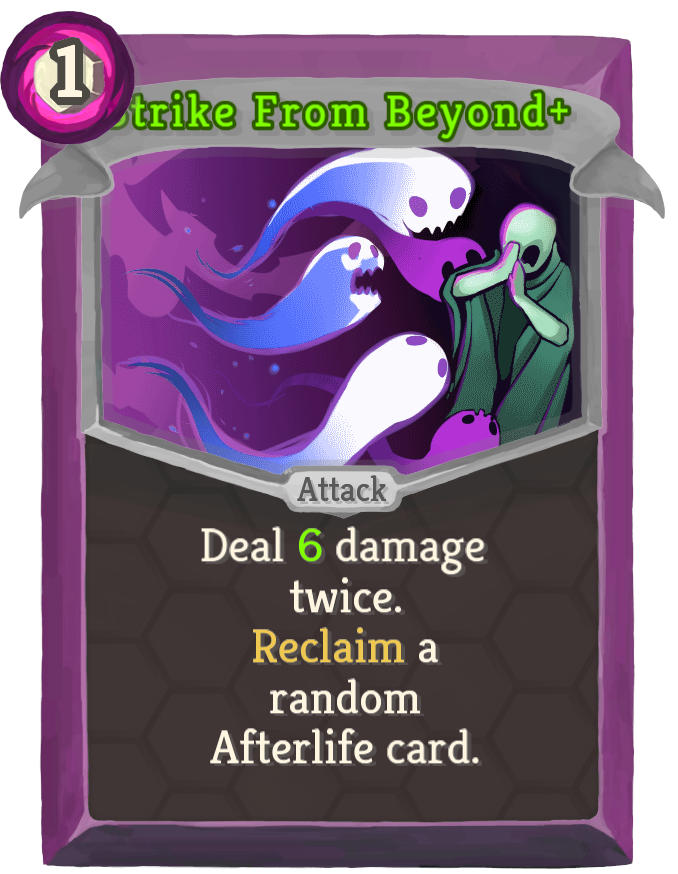 1
Strike From Beyond+
Attack
Deal 6 damage
twice.
Reclaim a
random
Afterlife card.